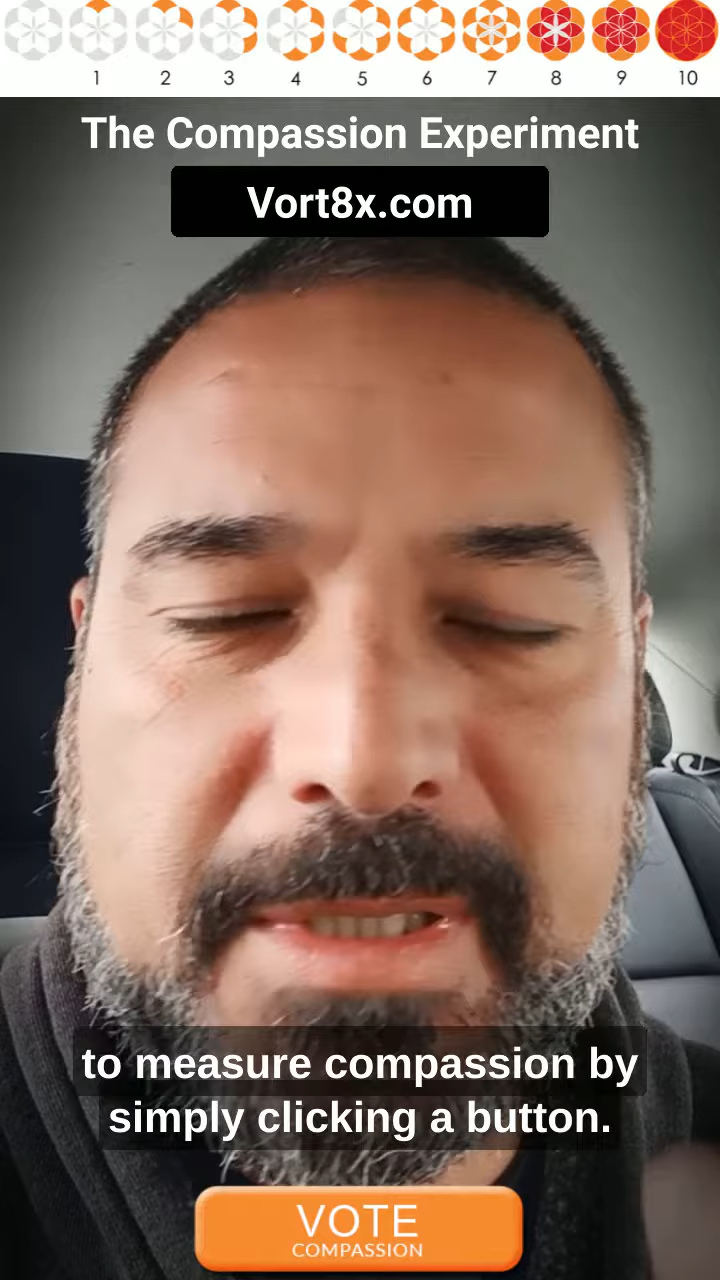 1 2 3 4 5 6 7 8 9 10
The Compassion Experiment
Vort8x.com
to measure compassion by
simply clicking a button.
VOTE
COMPASSION